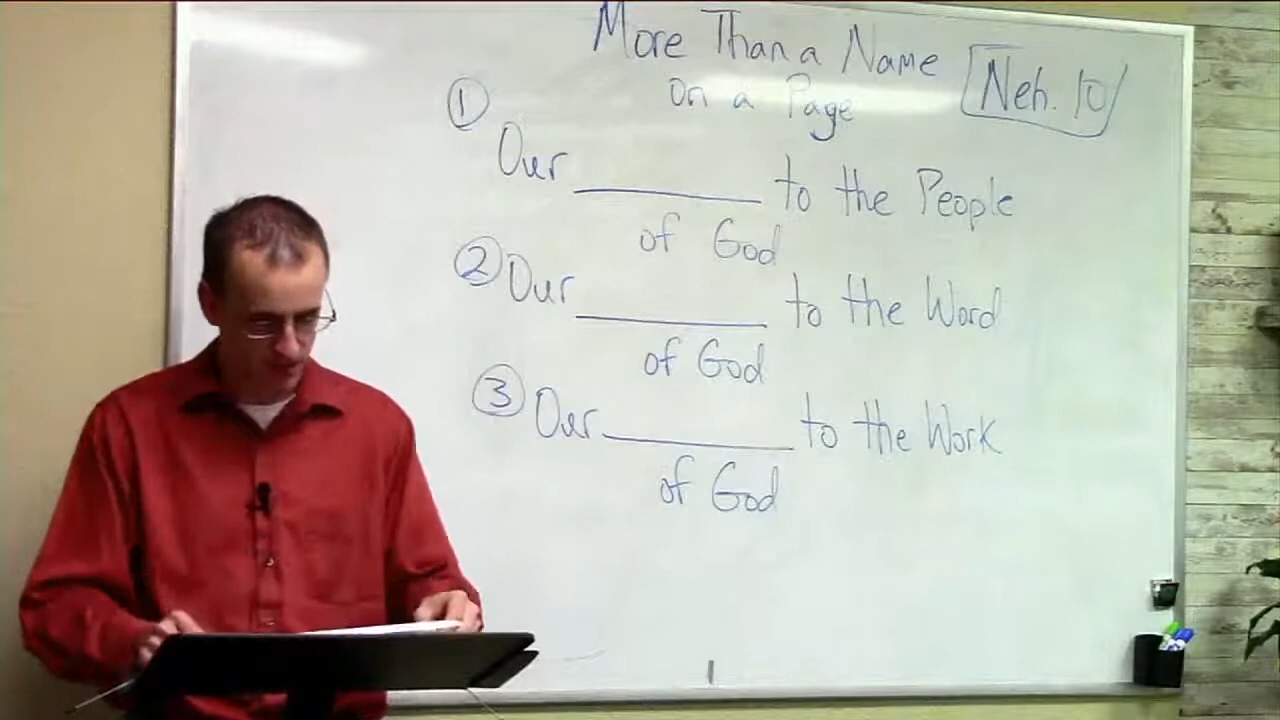 More Than a Name
on a Page
Neh. 10
① Our ________ to the People
of God
② Our ________ to the Word
of God
③ Our ________ to the Work
of God